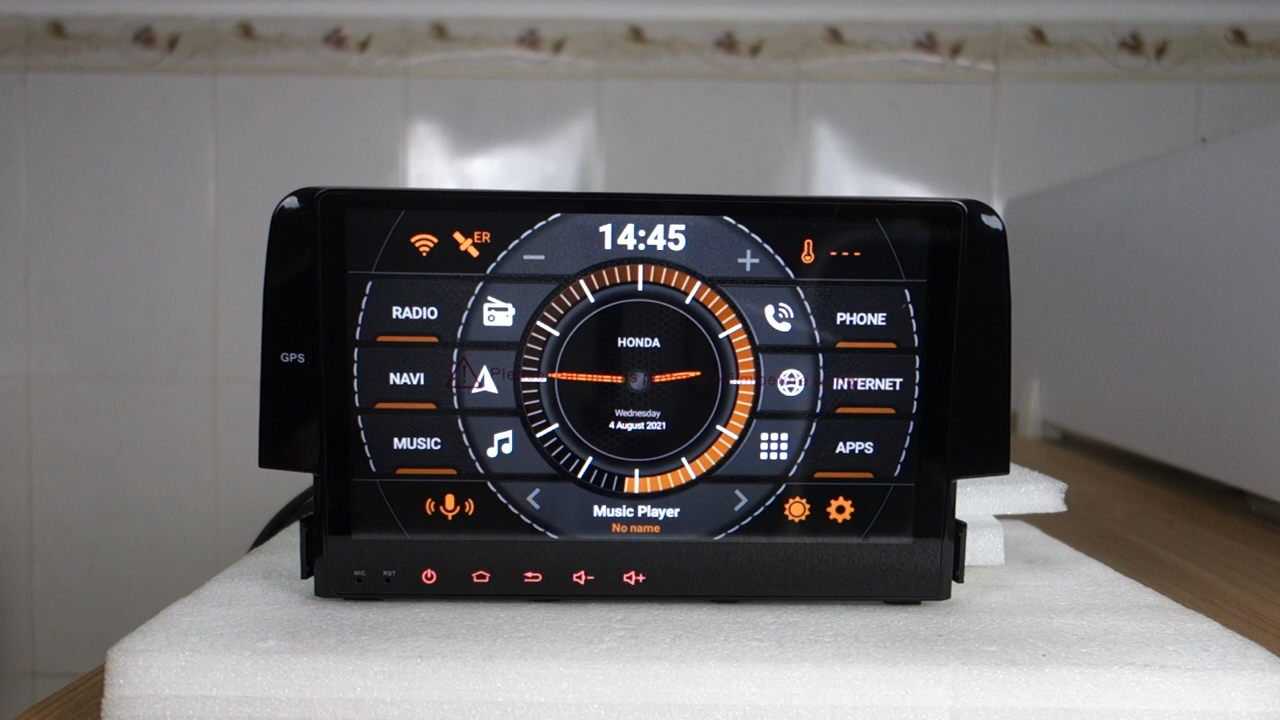 14:45
ER
---
RADIO
HONDA
PHONE
GPS
NAVI
INTERNET
Wednesday
4 August 2021
MUSIC
APPS
Music Player
No name
MIC
RST